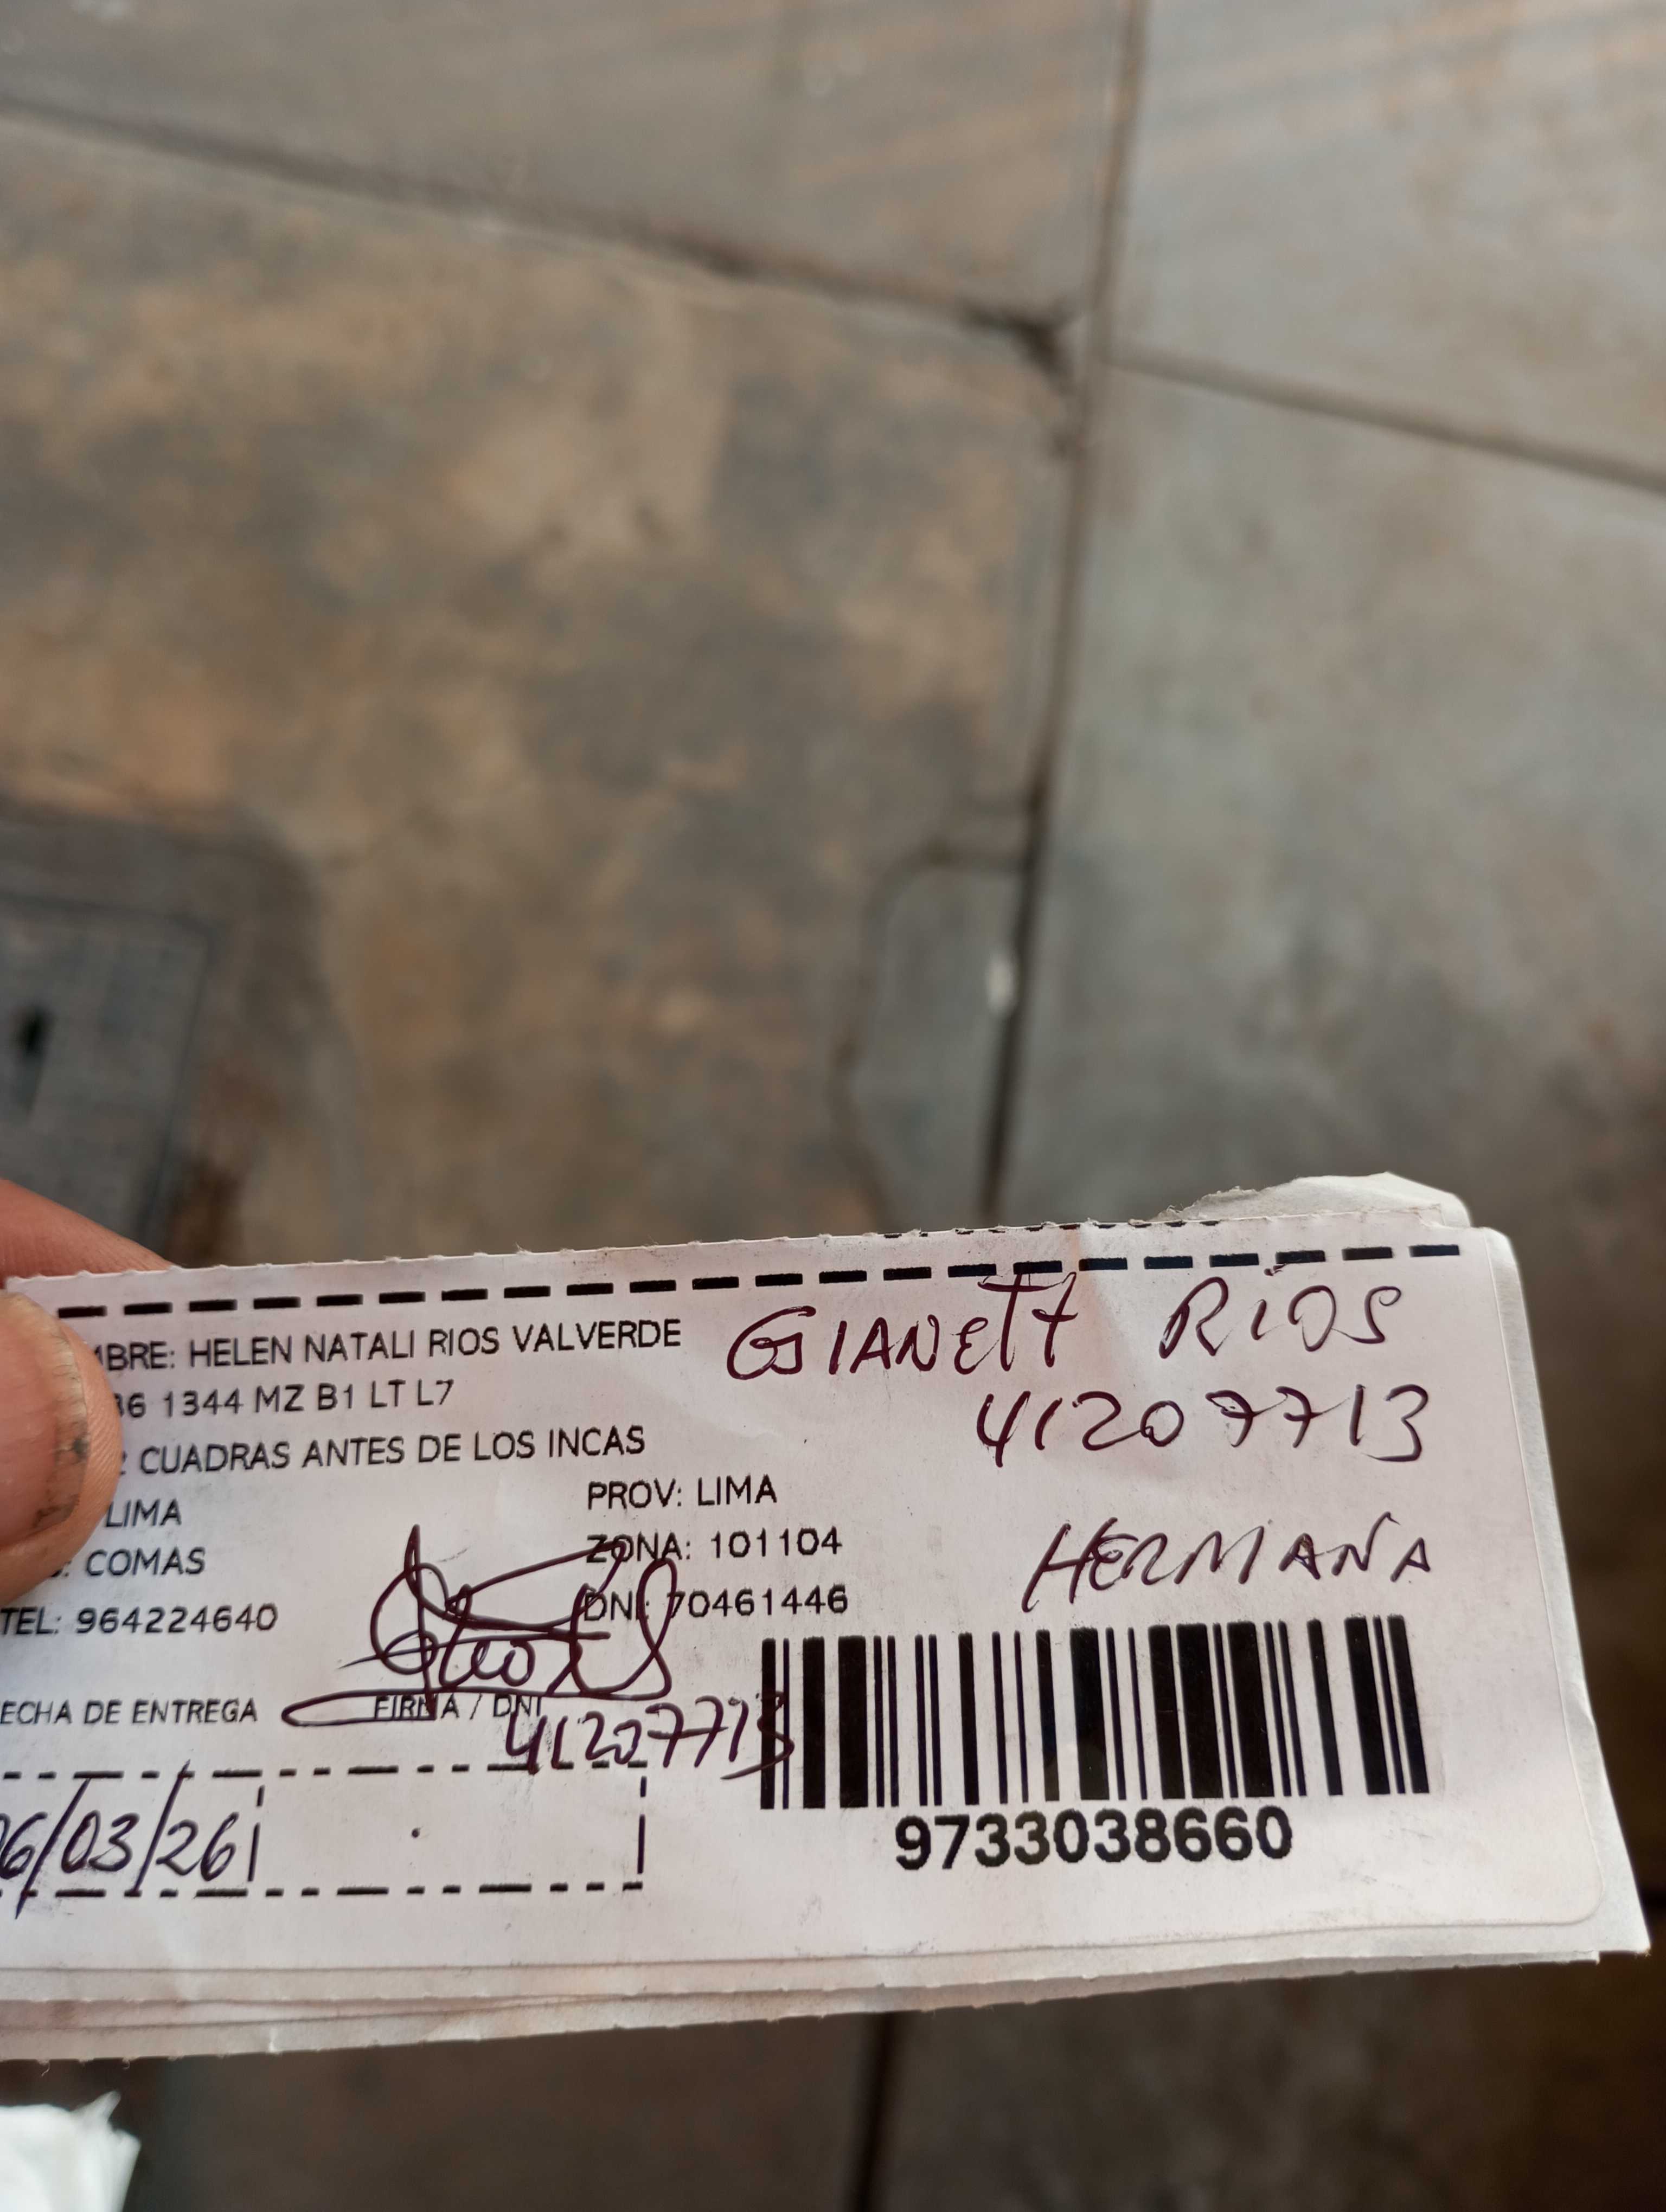 MBRE: HELEN NATALI RIOS VALVERDE
GIANETT RIOS
36 1344 MZ B1 LT L7
41207713
2 CUADRAS ANTES DE LOS INCAS
LIMA PROV: LIMA
: COMAS ZONA: 101104
HERMANA
TEL: 964224640 DNI: 70461446
ECHA DE ENTREGA FIRMA / DNI
41207713
06/03/26
9733038660